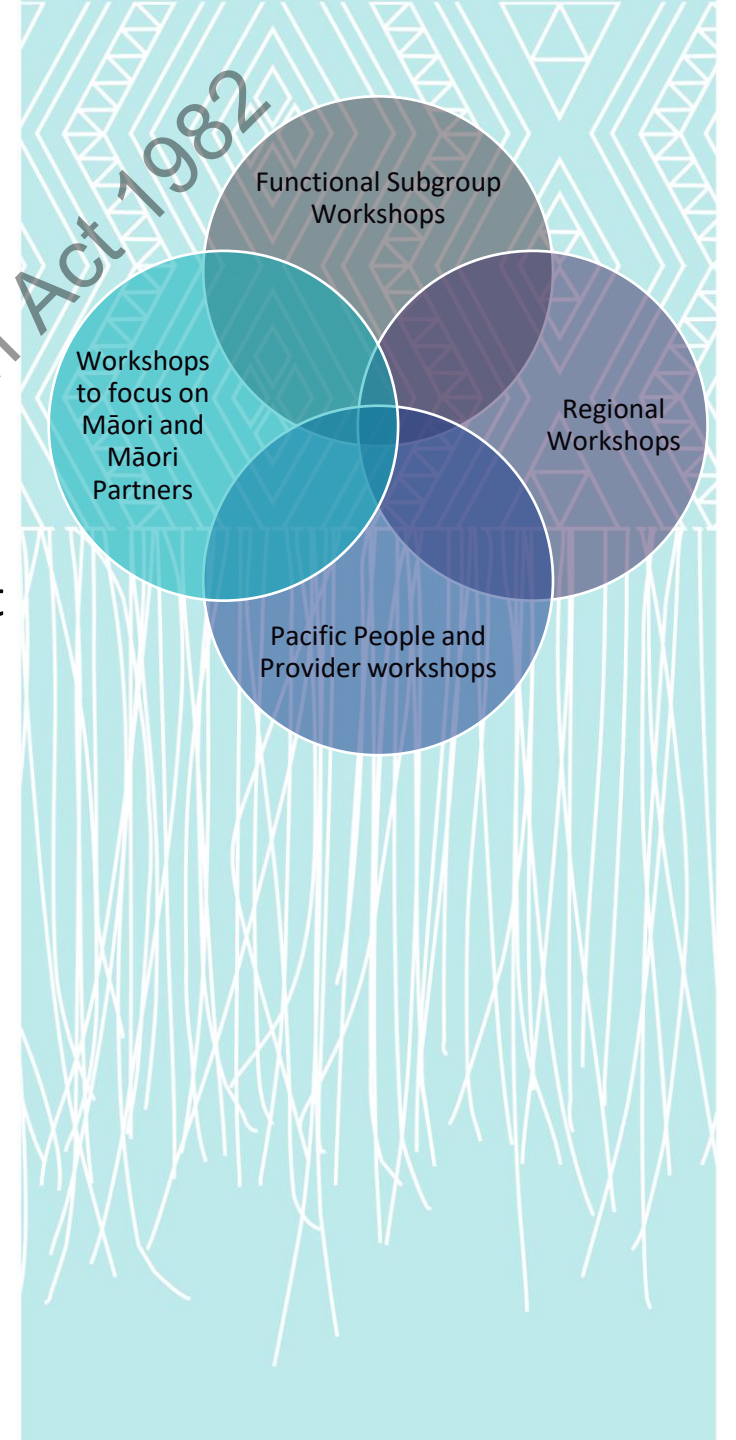 Act 1982
Functional Subgroup
Workshops
Workshops
to focus on
Māori and
Māori
Partners
Regional
Workshops
Pacific People and
Provider workshops